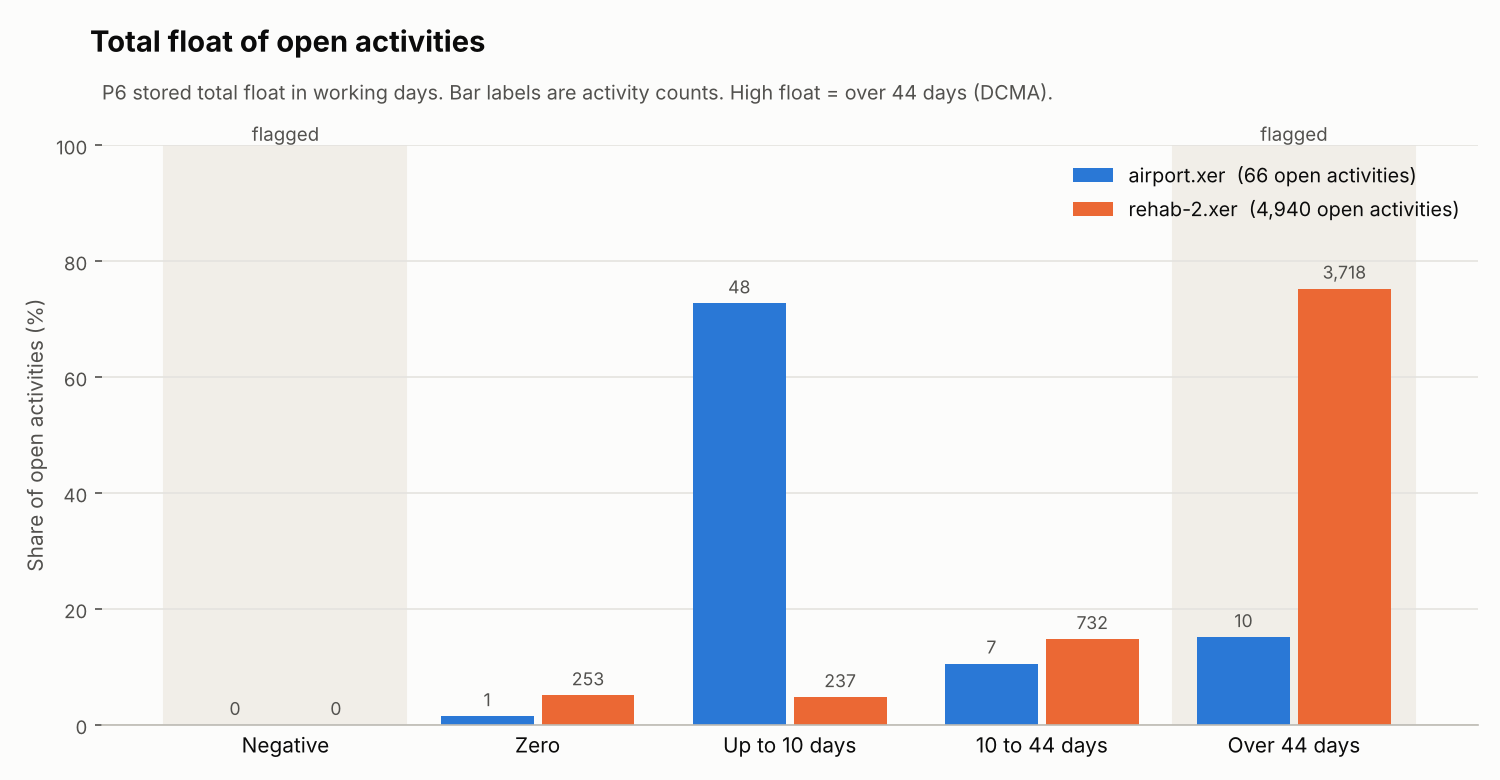 Total float of open activities
P6 stored total float in working days. Bar labels are activity counts. High float = over 44 days (DCMA).
flagged
flagged
airport.xer (66 open activities)
rehab-2.xer (4,940 open activities)
Share of open activities (%)
100
80
60
40
20
0
0
0
1
253
48
237
7
732
10
3,718
Negative
Zero
Up to 10 days
10 to 44 days
Over 44 days